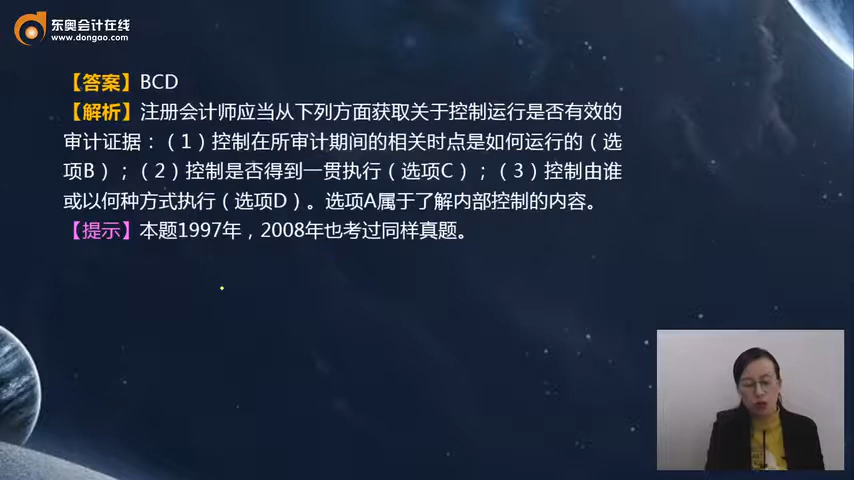 东奥会计在线
www.dongao.com
【答案】BCD
【解析】注册会计师应当从下列方面获取关于控制运行是否有效的
审计证据：（1）控制在所审计期间的相关时点是如何运行的（选
项B）；（2）控制是否得到一贯执行（选项C）；（3）控制由谁
或以何种方式执行（选项D）。选项A属于了解内部控制的内容。
【提示】本题1997年，2008年也考过同样真题。